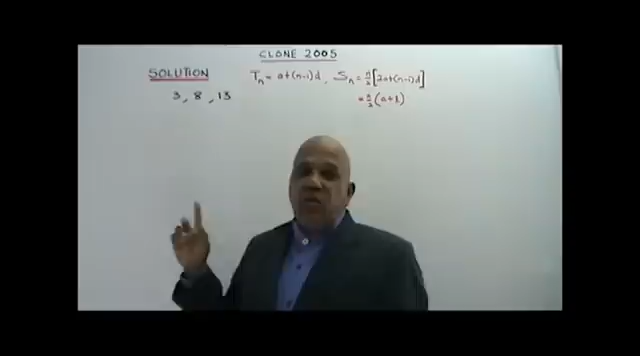 CLONE 2005
SOLUTION Tn = a+(n-1)d , Sn = n/2[2a+(n-1)d]
3, 8, 13 = n/2(a+l)